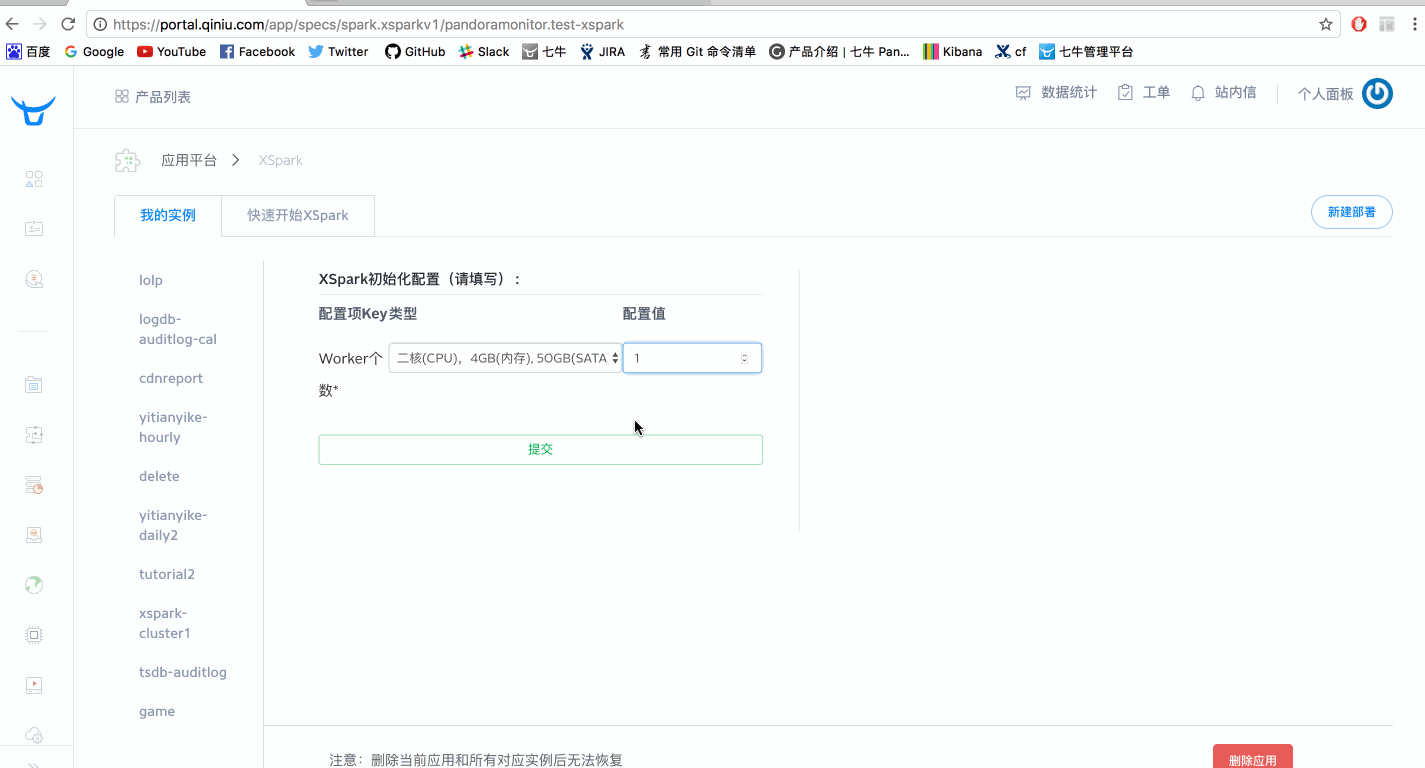 https://portal.qiniu.com/app/specs/spark.xsparkv1/pandoramonitor.test-xspark
百度 Google YouTube Facebook Twitter GitHub Slack 七牛 JIRA 常用 Git 命令清单 产品介绍 | 七牛 Pan... Kibana cf 七牛管理平台
产品列表 数据统计 工单 站内信 个人面板
应用平台 XSpark
我的实例 快速开始XSpark 新建部署
lolp
logdb-
auditlog-cal
cdnreport
yitianyike-
hourly
delete
yitianyike-
daily2
tutorial2
xspark-
cluster1
tsdb-auditlog
game
XSpark初始化配置（请填写）：
配置项Key 类型 配置值
Worker个 二核(CPU)，4GB(内存), 50GB(SATA 1
数*
提交
注意：删除当前应用和所有对应实例后无法恢复 删除应用